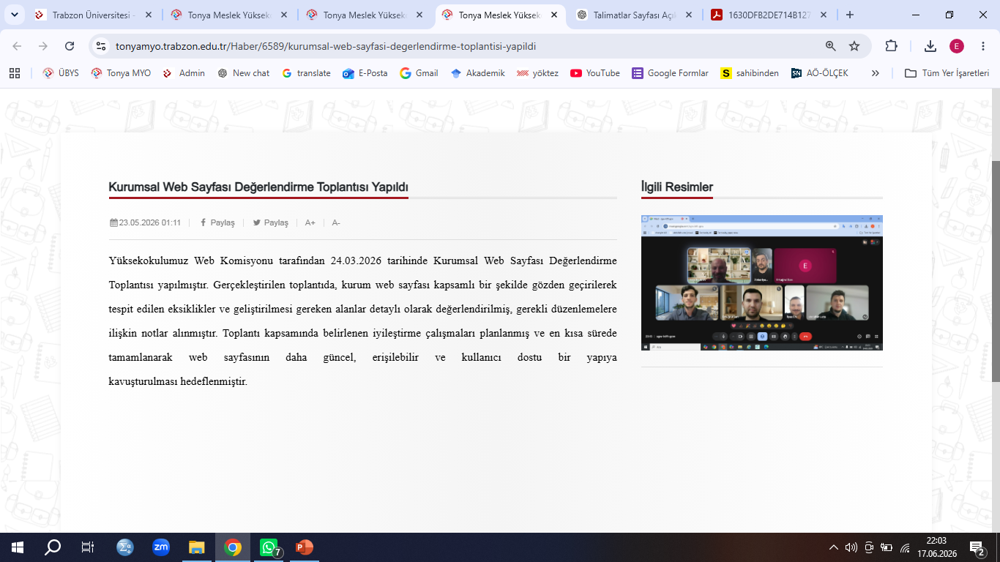 Trabzon Üniversitesi -
Tonya Meslek Yükseko
Tonya Meslek Yükseko
Tonya Meslek Yükseko
Talimatlar Sayfası Açık
1630DFB2DE714B127
tonyamyo.trabzon.edu.tr/Haber/6589/kurumsal-web-sayfasi-degerlendirme-toplantisi-yapildi
E
ÜBYS
Tonya MYO
Admin
New chat
translate
E-Posta
Gmail
Akademik
yöktez
YouTube
Google Formlar
S sahibinden
SN AÖ-ÖLÇEK
Tüm Yer İşaretleri
Kurumsal Web Sayfası Değerlendirme Toplantısı Yapıldı
23.05.2026 01:11
Paylaş
Paylaş
A+
A-
Yüksekokulumuz Web Komisyonu tarafından 24.03.2026 tarihinde Kurumsal Web Sayfası Değerlendirme
Toplantısı yapılmıştır. Gerçekleştirilen toplantıda, kurum web sayfası kapsamlı bir şekilde gözden geçirilerek
tespit edilen eksiklikler ve geliştirilmesi gereken alanlar detaylı olarak değerlendirilmiş, gerekli düzenlemelere
ilişkin notlar alınmıştır. Toplantı kapsamında belirlenen iyileştirme çalışmaları planlanmış ve en kısa sürede
tamamlanarak web sayfasının daha güncel, erişilebilir ve kullanıcı dostu bir yapıya
kavuşturulması hedeflenmiştir.
İlgili Resimler
E
zm
7
P
22:03
17.06.2026
2